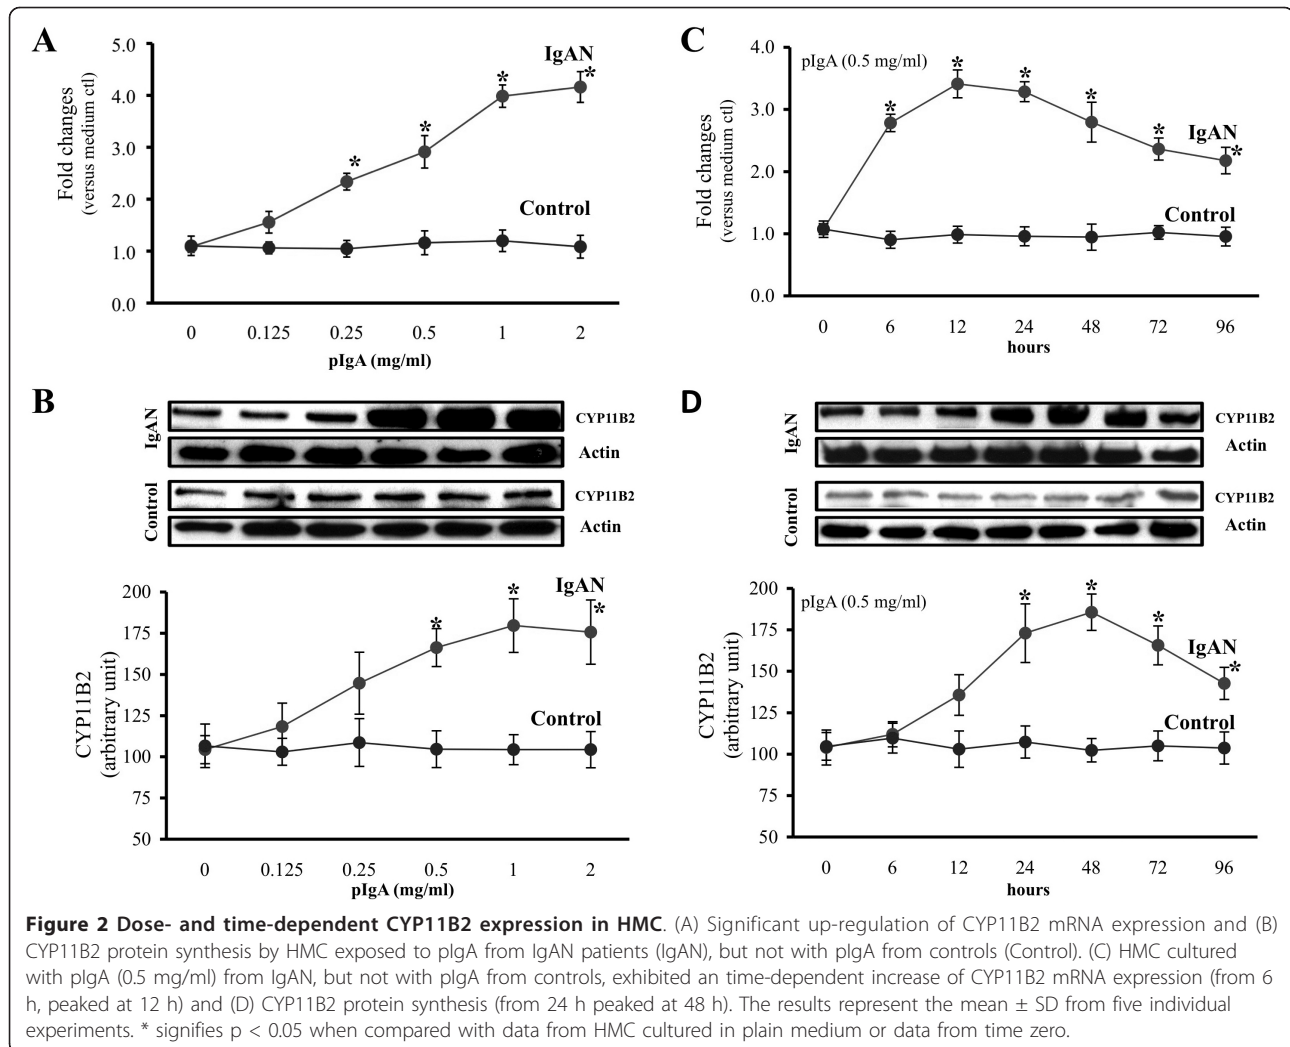 A
5.0
4.0
3.0
2.0
1.0
0.0
Fold changes
(versus medium ctl)
IgAN
*
*
*
*
Control
0 0.125 0.25 0.5 1 2
pIgA (mg/ml)
C
4.0
3.0
2.0
1.0
0.0
Fold changes
(versus medium ctl)
pIgA (0.5 mg/ml)
*
*
*
*
*
*
IgAN
Control
0 6 12 24 48 72 96
hours
B
IgAN
CYP11B2
Actin
Control
CYP11B2
Actin
200
175
150
125
100
75
50
CYP11B2
(arbitrary unit)
IgAN
*
*
*
Control
0 0.125 0.25 0.5 1 2
pIgA (mg/ml)
D
IgAN
CYP11B2
Actin
Control
CYP11B2
Actin
200
175
150
125
100
75
50
CYP11B2
(arbitrary unit)
pIgA (0.5 mg/ml)
*
*
*
*
IgAN
Control
0 6 12 24 48 72 96
hours
Figure 2 Dose- and time-dependent CYP11B2 expression in HMC. (A) Significant up-regulation of CYP11B2 mRNA expression and (B)
CYP11B2 protein synthesis by HMC exposed to pIgA from IgAN patients (IgAN), but not with pIgA from controls (Control). (C) HMC cultured
with pIgA (0.5 mg/ml) from IgAN, but not with pIgA from controls, exhibited an time-dependent increase of CYP11B2 mRNA expression (from 6
h, peaked at 12 h) and (D) CYP11B2 protein synthesis (from 24 h peaked at 48 h). The results represent the mean ± SD from five individual
experiments. * signifies p < 0.05 when compared with data from HMC cultured in plain medium or data from time zero.